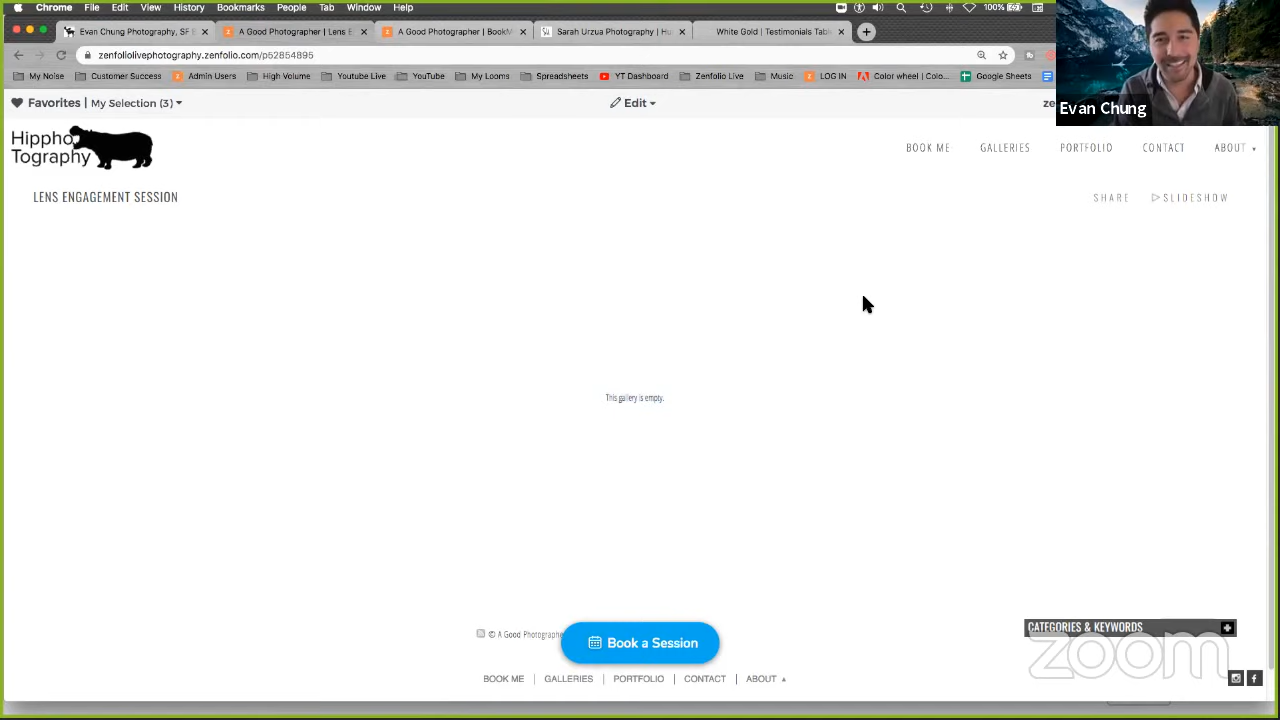 Chrome File Edit View History Bookmarks People Tab Window Help 100%
Evan Chung Photography, SF E
A Good Photographer | Lens E
A Good Photographer | BookM
Sarah Urzua Photography | Hu
White Gold | Testimonials Tabl
zenfoliolivephotography.zenfolio.com/p52854895
My Noise Customer Success Admin Users High Volume Youtube Live YouTube My Looms Spreadsheets YT Dashboard Zenfolio Live Music LOG IN Color wheel | Colo... Google Sheets
Favorites | My Selection (3)
Edit
ze
Evan Chung
Hippho
Tography
BOOK ME GALLERIES PORTFOLIO CONTACT ABOUT
LENS ENGAGEMENT SESSION
SHARE SLIDESHOW
This gallery is empty.
© A Good Photographe
Book a Session
CATEGORIES & KEYWORDS
zoom
BOOK ME | GALLERIES | PORTFOLIO | CONTACT | ABOUT